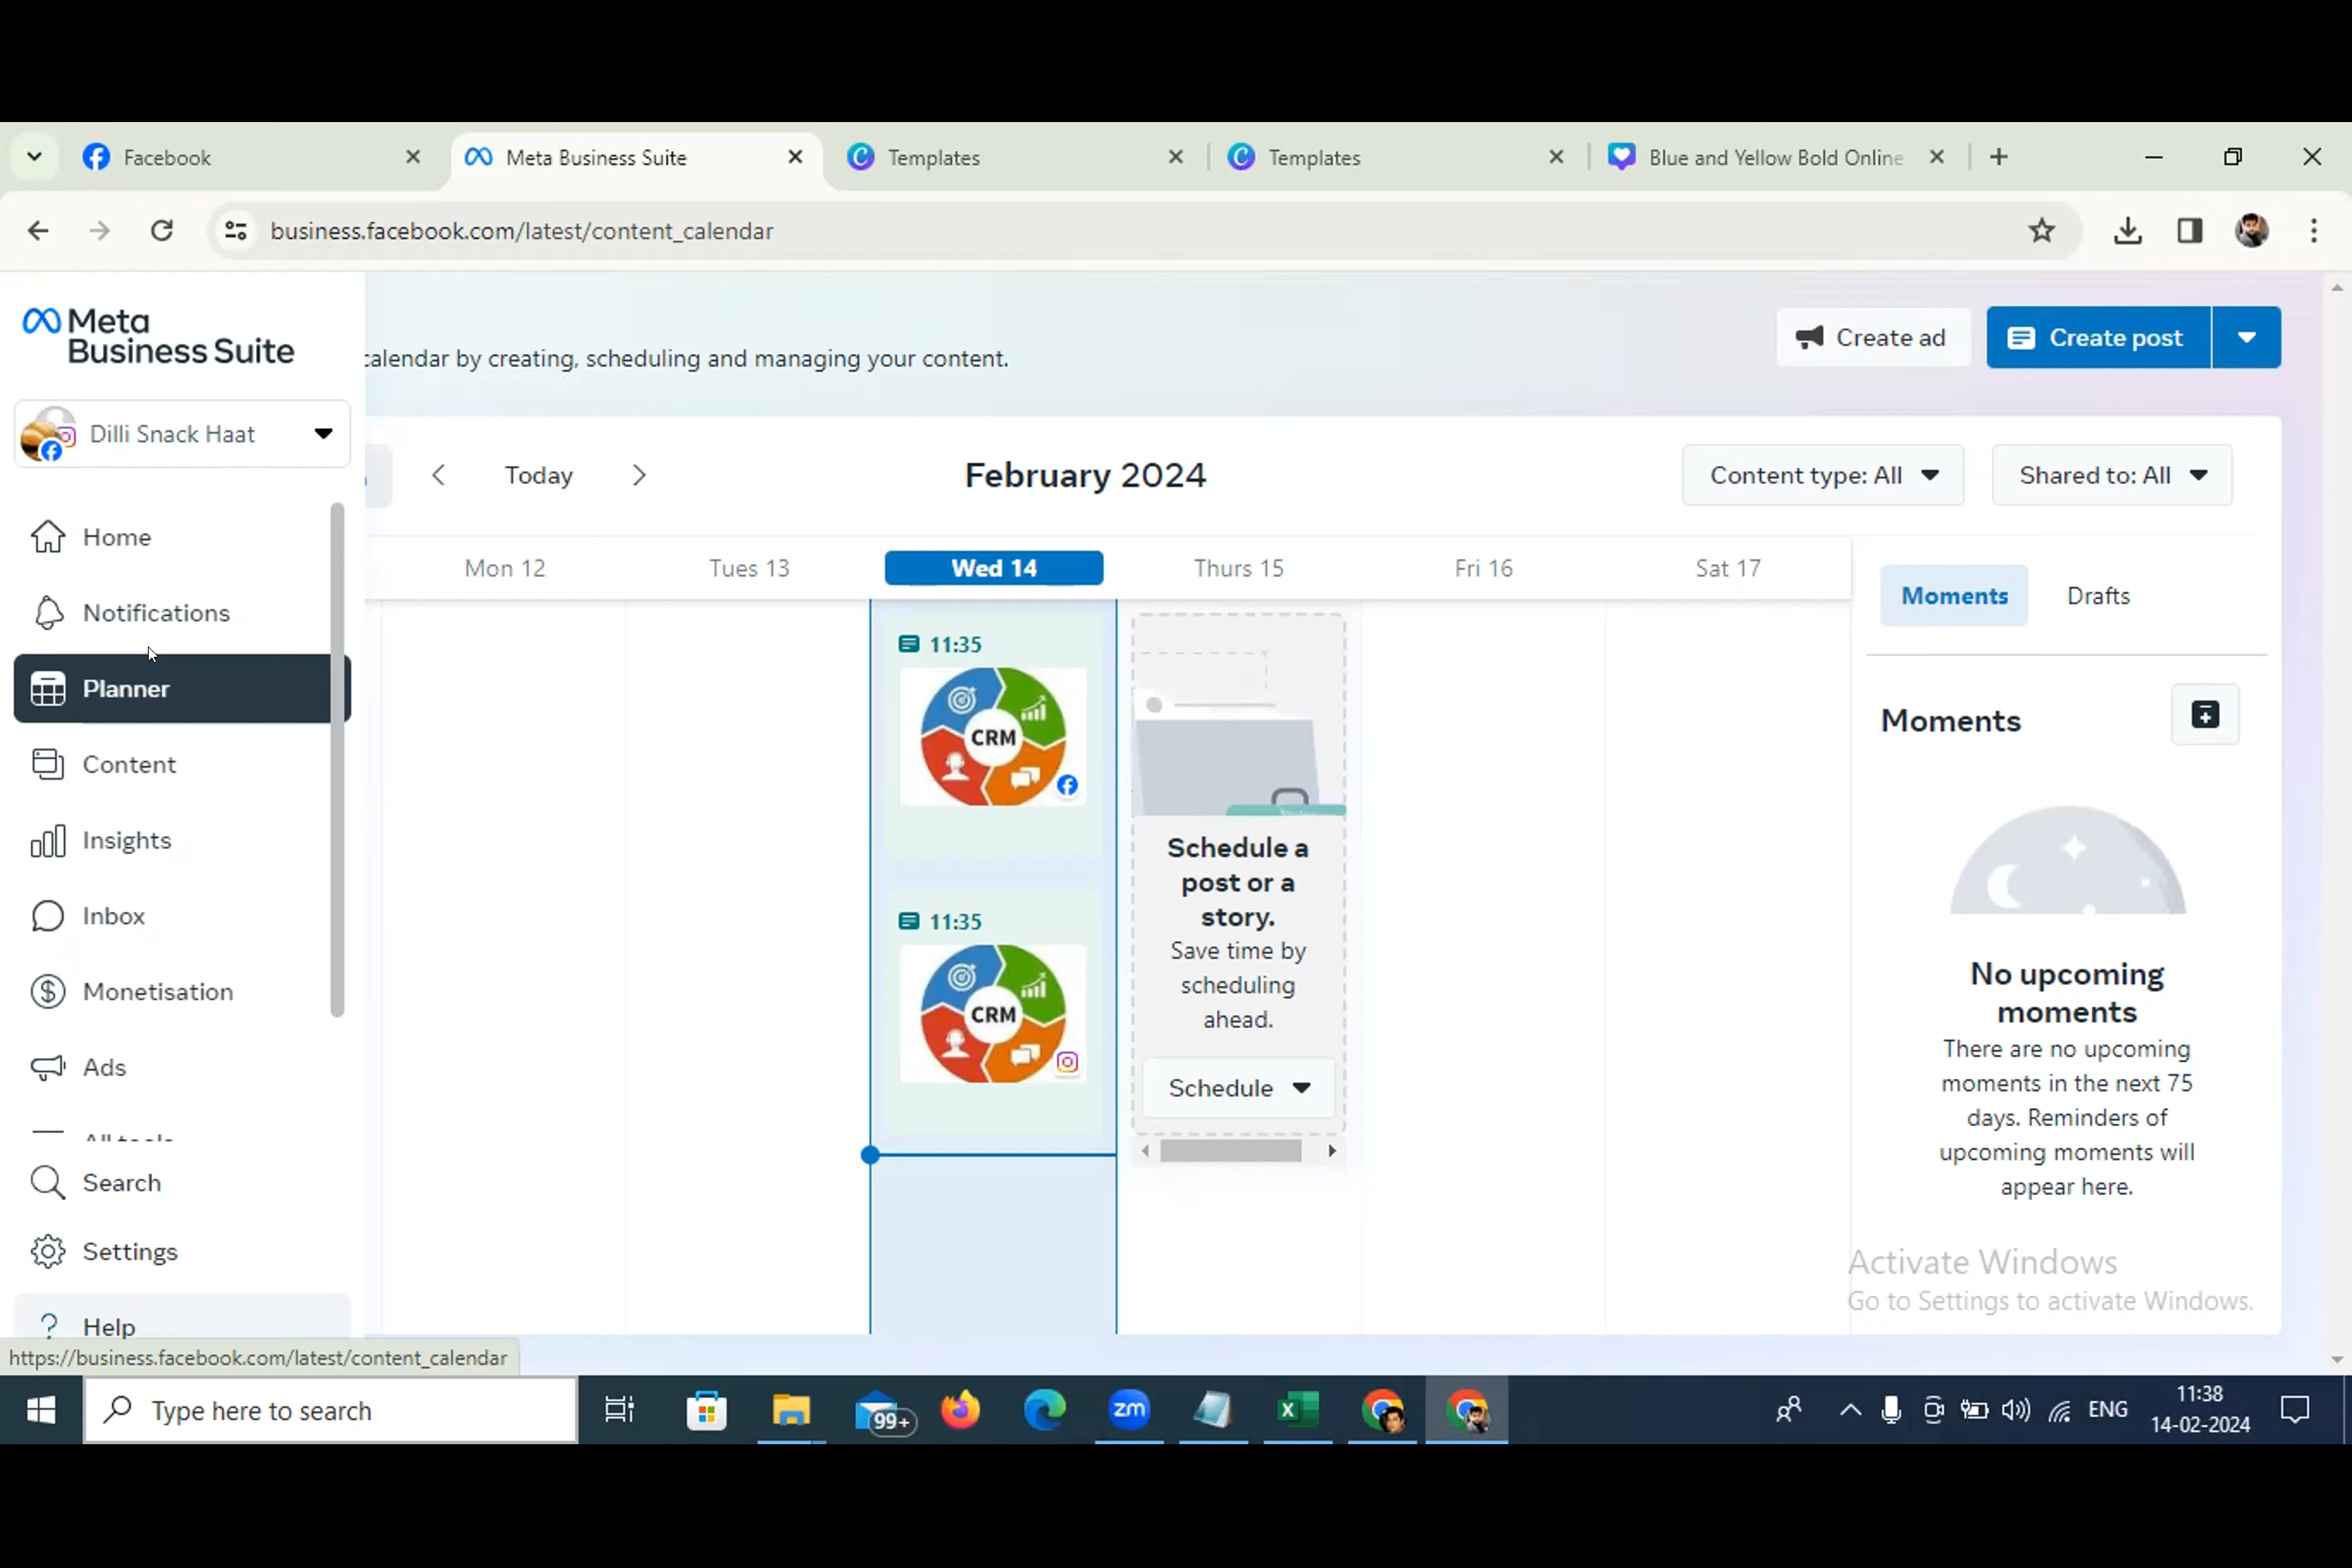 Facebook
Meta Business Suite
Templates
Templates
Blue and Yellow Bold Online
business.facebook.com/latest/content_calendar
Meta
Business Suite
Dilli Snack Haat
Home
Notifications
Planner
Content
Insights
Inbox
Monetisation
Ads
All tools
Search
Settings
Help
calendar by creating, scheduling and managing your content.
Create ad
Create post
Today
February 2024
Content type: All
Shared to: All
Mon 12
Tues 13
Wed 14
Thurs 15
Fri 16
Sat 17
11:35
CRM
11:35
CRM
Schedule a
post or a
story.
Save time by
scheduling
ahead.
Schedule
Moments
Drafts
Moments
No upcoming
moments
There are no upcoming
moments in the next 75
days. Reminders of
upcoming moments will
appear here.
Activate Windows
Go to Settings to activate Windows.
https://business.facebook.com/latest/content_calendar
Type here to search
99+
zm
ENG
11:38
14-02-2024